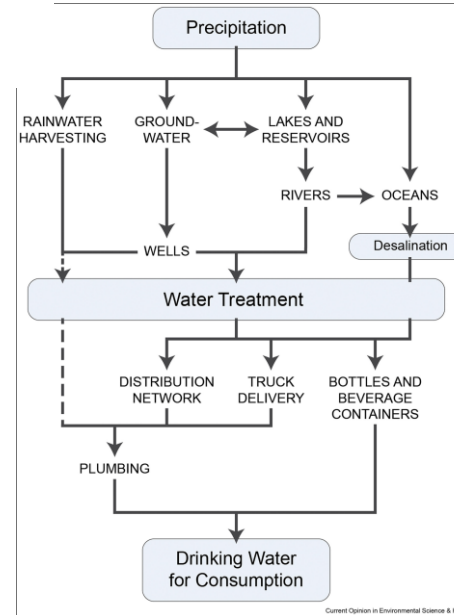 Precipitation
RAINWATER
HARVESTING
GROUND-
WATER
LAKES AND
RESERVOIRS
RIVERS
OCEANS
WELLS
Desalination
Water Treatment
DISTRIBUTION
NETWORK
TRUCK
DELIVERY
BOTTLES AND
BEVERAGE
CONTAINERS
PLUMBING
Drinking Water
for Consumption
Current Opinion in Environmental Science &